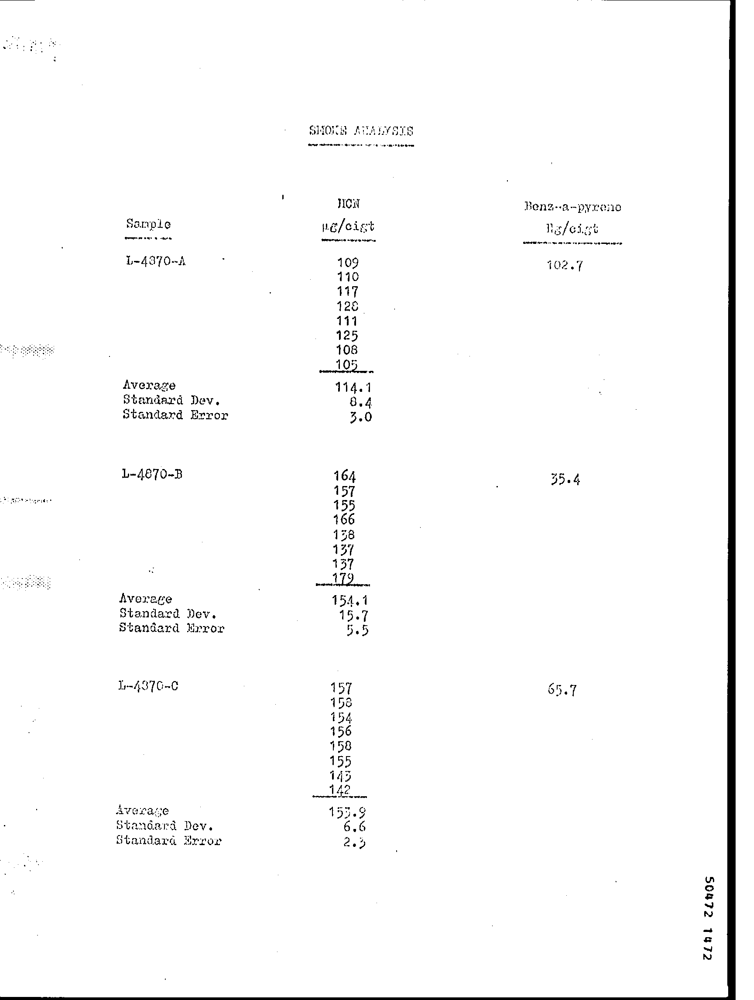 SMOKE ANALYSIS
HCN Benz-a-pyrene
Sample µg/cigt ng/cigt
L-4870-A 109 102.7
110
117
128
111
125
108
105
Average 114.1
Standard Dev. 8.4
Standard Error 3.0
L-4870-B 164 35.4
157
155
166
138
137
137
179
Average 154.1
Standard Dev. 15.7
Standard Error 5.5
L-4870-C 157 65.7
158
154
156
158
155
143
142
Average 153.9
Standard Dev. 6.6
Standard Error 2.3
50472 1472